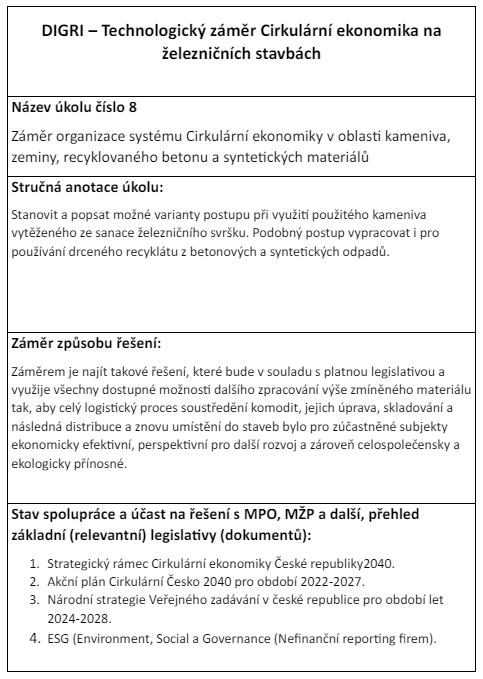 DIGRI – Technologický záměr Cirkulární ekonomika na
železničních stavbách
Název úkolu číslo 8
Záměr organizace systému Cirkulární ekonomiky v oblasti kameniva,
zeminy, recyklovaného betonu a syntetických materiálů
Stručná anotace úkolu:
Stanovit a popsat možné varianty postupu při využití použitého kameniva
vytěženého ze sanace železničního svršku. Podobný postup vypracovat i pro
používání drceného recyklátu z betonových a syntetických odpadů.
Záměr způsobu řešení:
Záměrem je najít takové řešení, které bude v souladu s platnou legislativou a
využije všechny dostupné možnosti dalšího zpracování výše zmíněného materiálu
tak, aby celý logistický proces soustředění komodit, jejich úprava, skladování a
následná distribuce a znovu umístění do staveb bylo pro zúčastněné subjekty
ekonomicky efektivní, perspektivní pro další rozvoj a zároveň celospolečensky a
ekologicky přínosné.
Stav spolupráce a účast na řešení s MPO, MŽP a další, přehled
základní (relevantní) legislativy (dokumentů):
1. Strategický rámec Cirkulární ekonomiky České republiky2040.
2. Akční plán Cirkulární Česko 2040 pro období 2022-2027.
3. Národní strategie Veřejného zadávání v české republice pro období let
2024-2028.
4. ESG (Environment, Social a Governance (Nefinanční reporting firem).